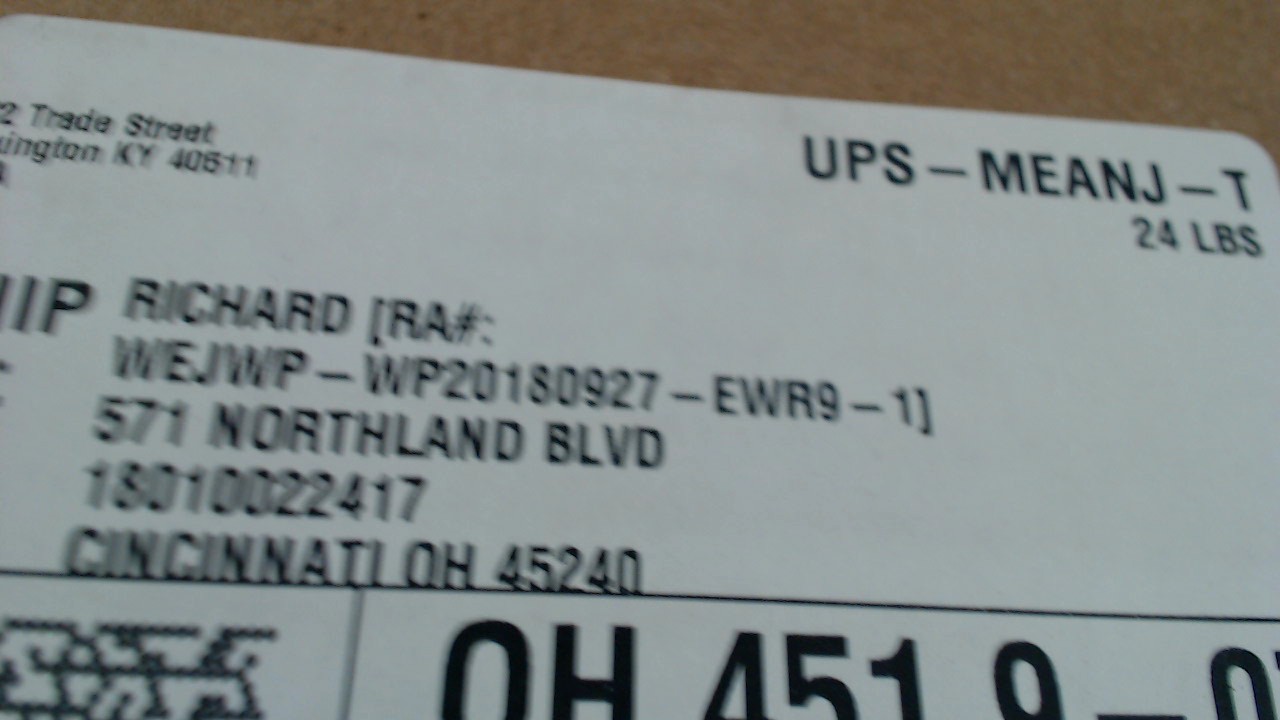 2 Trade Street
ington KY 40511
UPS-MEANJ-T
24 LBS
RICHARD [RA#:
WEJWP-WP20180927-EWR9-1]
571 NORTHLAND BLVD
18010022417
CINCINNATI OH 45240
OH 451 9-0